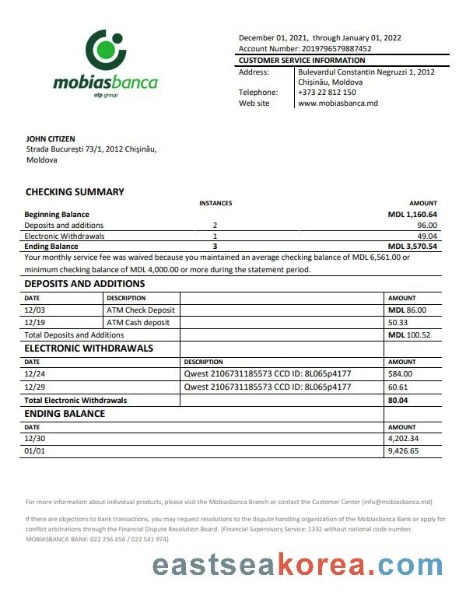 mobiasbanca
otp group
December 01, 2021, through January 01, 2022
Account Number: 2019796579887452
CUSTOMER SERVICE INFORMATION
Address: Bulevardul Constantin Negruzzi 1, 2012
Chișinău, Moldova
Telephone: +373 22 812 150
Web site www.mobiasbanca.md
JOHN CITIZEN
Strada București 73/1, 2012 Chișinău,
Moldova
CHECKING SUMMARY
INSTANCES AMOUNT
Beginning Balance MDL 1,160.64
Deposits and additions 2 96.00
Electronic Withdrawals 1 49.04
Ending Balance 3 MDL 3,570.54
Your monthly service fee was waived because you maintained an average checking balance of MDL 6,561.00 or
minimum checking balance of MDL 4,000.00 or more during the statement period.
DEPOSITS AND ADDITIONS
DATE DESCRIPTION AMOUNT
12/03 ATM Check Deposit MDL 86.00
12/19 ATM Cash deposit 50.33
Total Deposits and Additions MDL 100.52
ELECTRONIC WITHDRAWALS
DATE DESCRIPTION AMOUNT
12/24 Qwest 2106731185573 CCD ID: 8L065p4177 $84.00
12/29 Qwest 2106731185573 CCD ID: 8L065p4177 60.61
Total Electronic Withdrawals 80.04
ENDING BALANCE
DATE AMOUNT
12/30 4,202.34
01/01 9,426.65
For more information about individual products, please visit the Mobiasbanca Branch or contact the Customer Center (info@mobiasbanca.md)
If there are objections to bank transactions, you may request resolutions to the dispute handling organization of the Mobiasbanca Bank or apply for
conflict arbitrations through the Financial Dispute Resolution Board. (Financial Supervisory Service: 1332 without national code number.
MOBIASBANCA BANK: 022 256 456 / 022 541 974)
eastseakorea.com